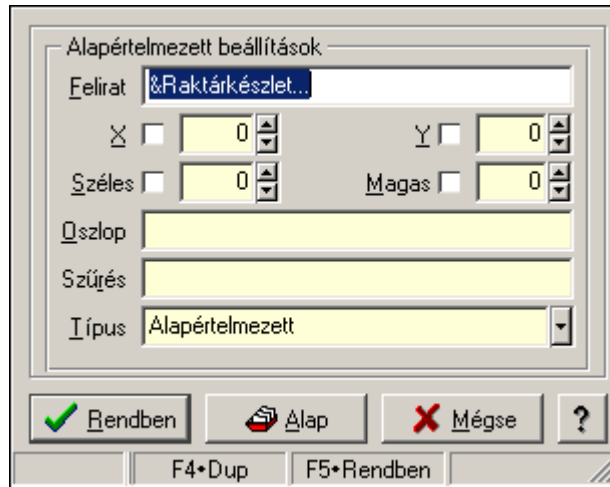 Alapértelmezett beállítások
Felirat &Raktárkészlet...
X 0 Y 0
Széles 0 Magas 0
Oszlop
Szűrés
Típus Alapértelmezett
Rendben Alap Mégse ?
F4•Dup F5•Rendben